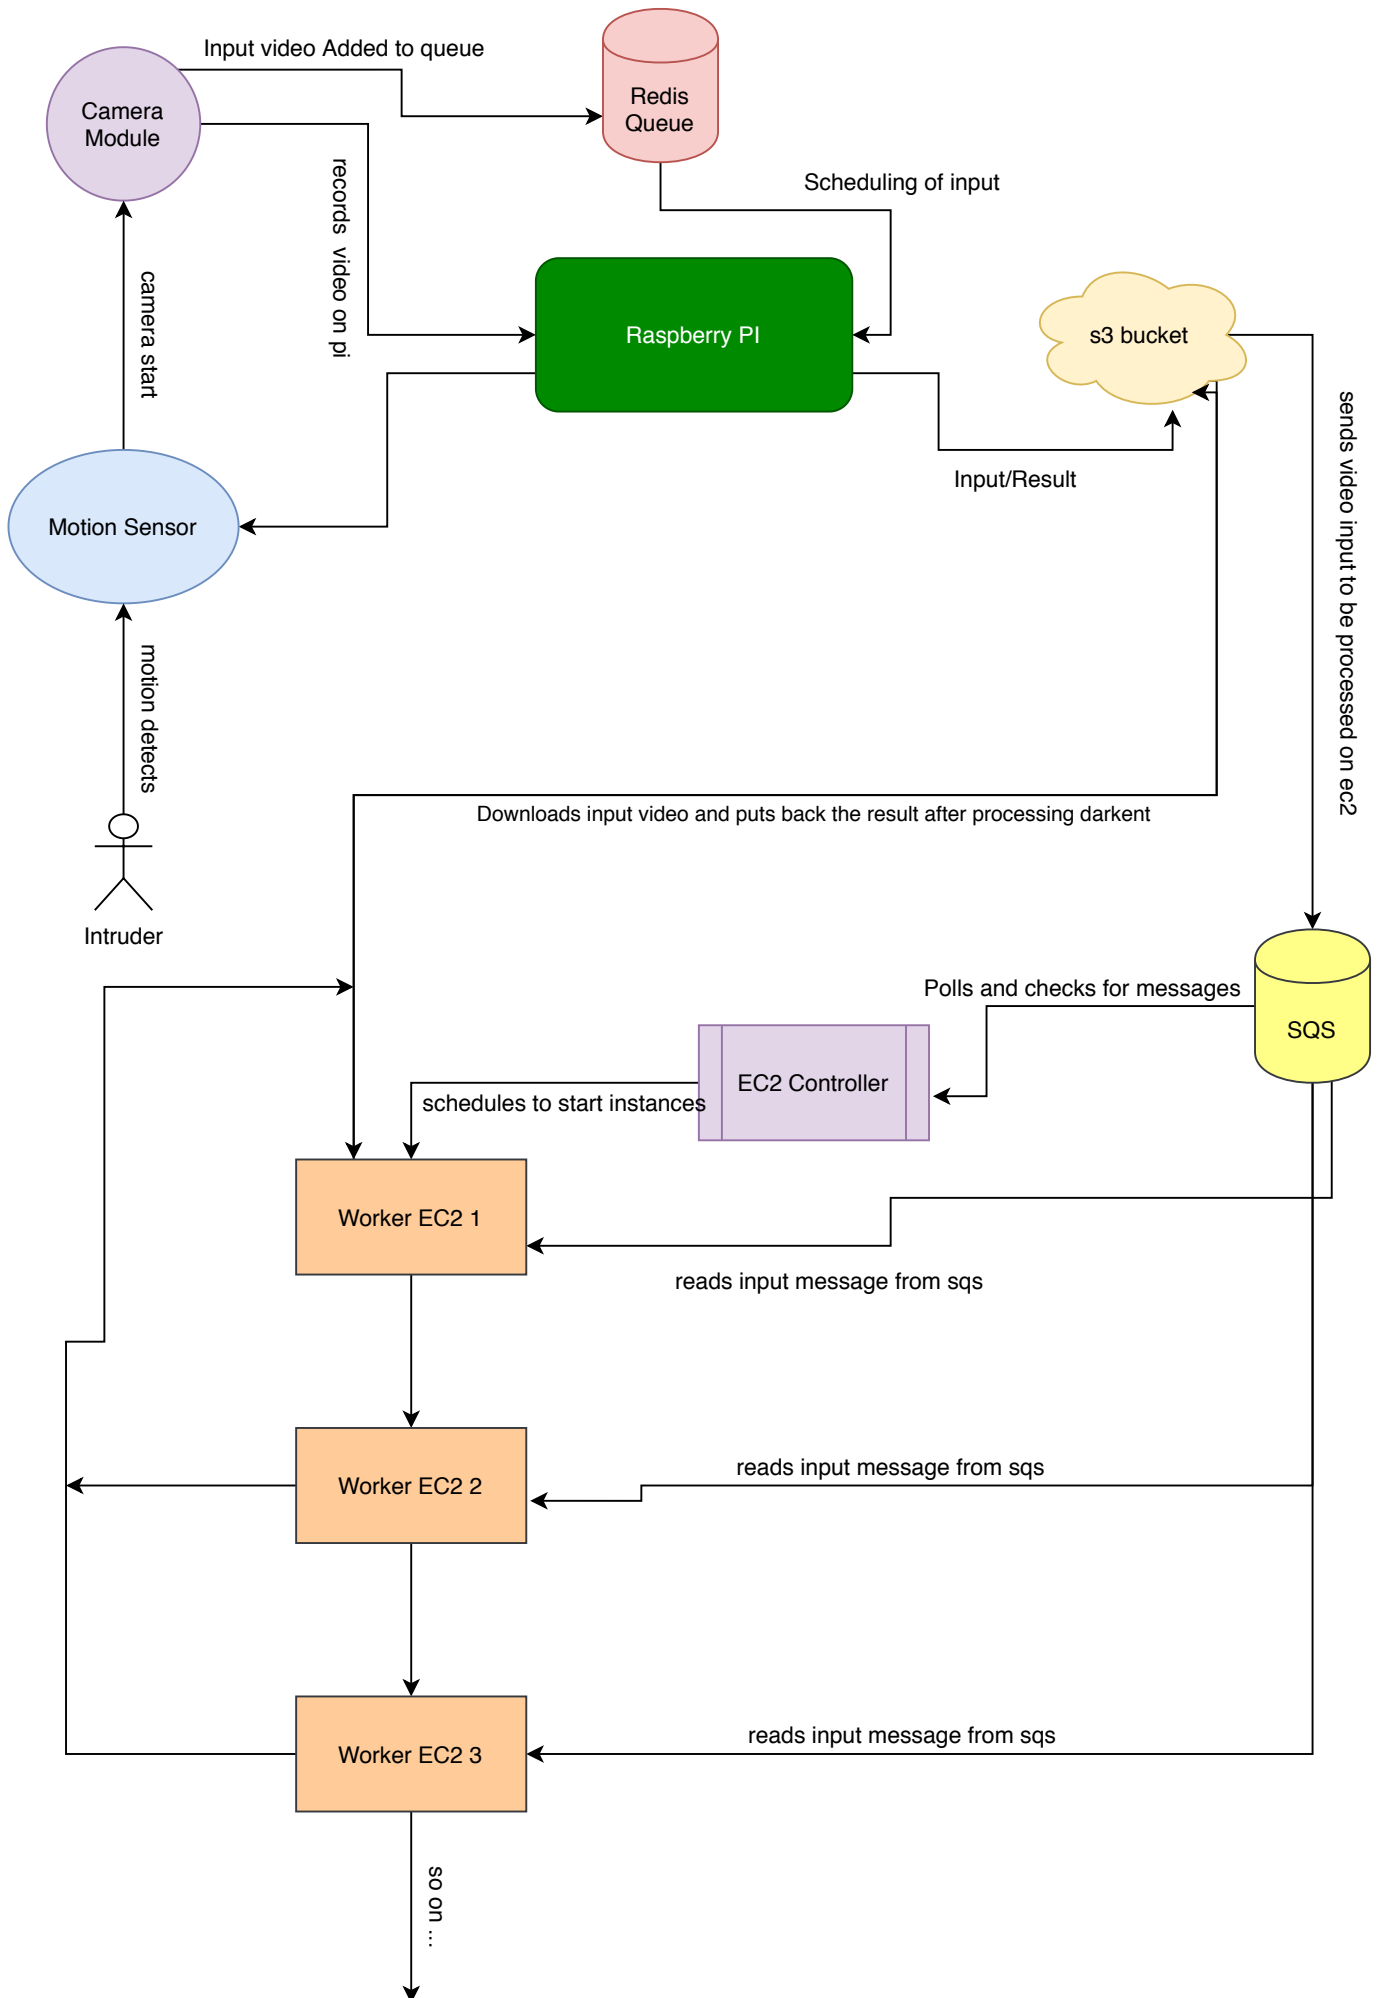 Input video Added to queue
Camera
Module
Redis
Queue
records  video on pi
Scheduling of input
camera start
Raspberry PI
s3 bucket
sends video input to be processed on ec2
Input/Result
Motion Sensor
motion detects
Downloads input video and puts back the result after processing darkent
Intruder
Polls and checks for messages
SQS
EC2 Controller
schedules to start instances
Worker EC2 1
reads input message from sqs
reads input message from sqs
Worker EC2 2
reads input message from sqs
Worker EC2 3
so on ...